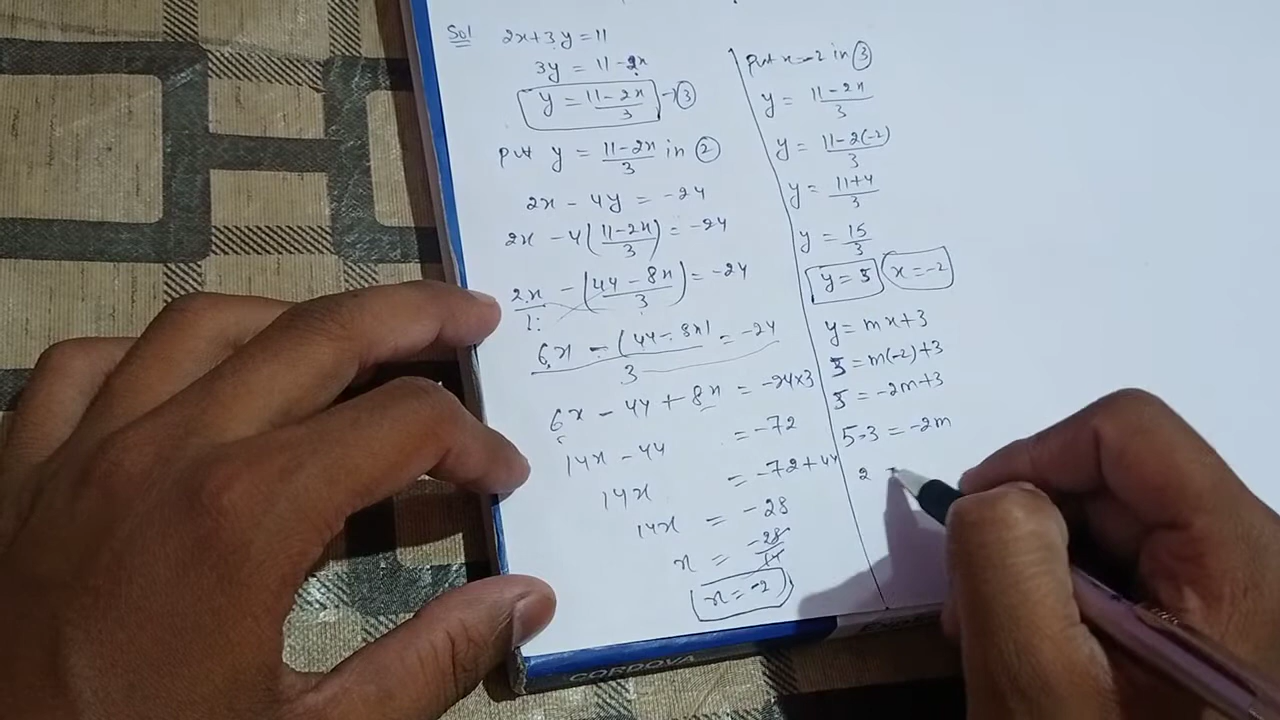 Sol 2x+3y=11
3y = 11-2x
y = 11-2x/3 → ③
Put y = 11-2x/3 in ②
2x - 4y = -24
2x - 4(11-2x/3) = -24
2x/1 - (44-8x/3) = -24
6x - (44-8x)/3 = -24
6x - 44 + 8x = -24×3
14x - 44 = -72
14x = -72+44
14x = -28
x = -28/14
x = -2
Put x=-2 in ③
y = 11-2x/3
y = 11-2(-2)/3
y = 11+4/3
y = 15/3
y = 5 x = -2
y = mx+3
5 = m(-2)+3
5 = -2m+3
5-3 = -2m
2
CORDOVA